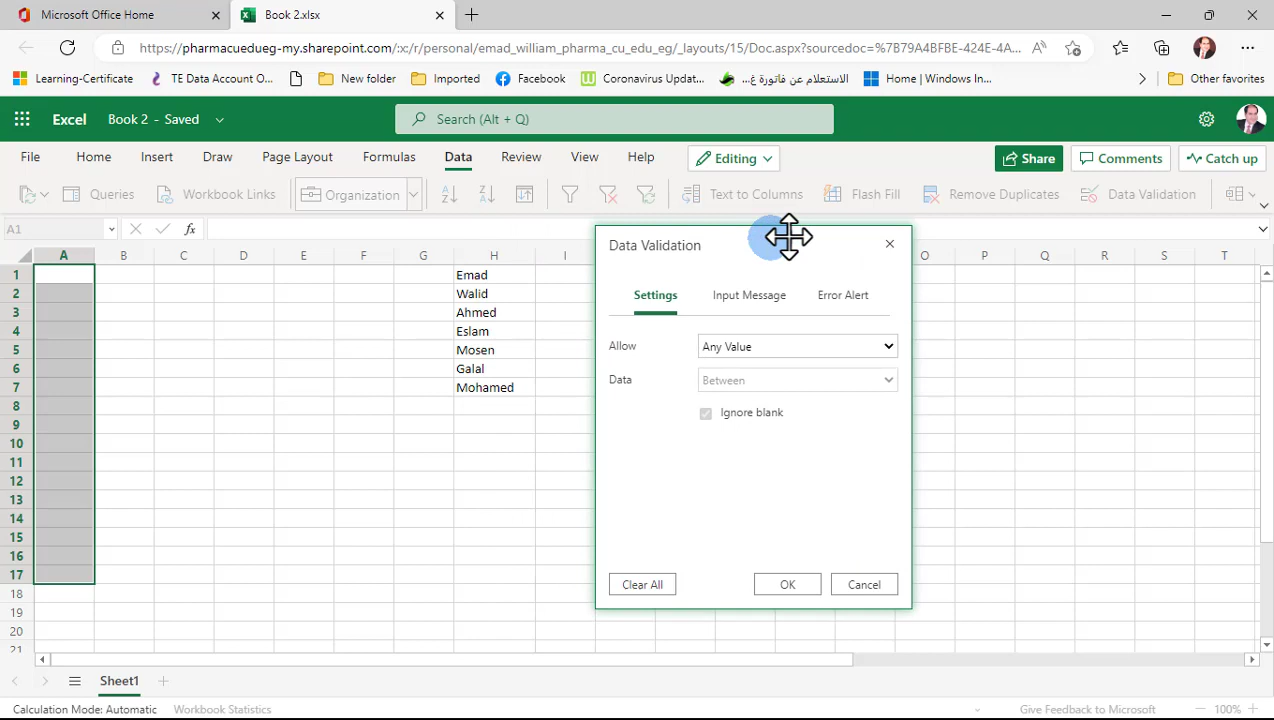 Microsoft Office Home
Book 2.xlsx
https://pharmacuedueg-my.sharepoint.com/:x:/r/personal/emad_william_pharma_cu_edu_eg/_layouts/15/Doc.aspx?sourcedoc=%7B79A4BFBE-424E-4A...
Learning-Certificate
TE Data Account O...
New folder
Imported
Facebook
Coronavirus Updat...
الاستعلام عن فاتورة غ...
Home | Windows In...
Other favorites
Excel
Book 2 - Saved
Search (Alt + Q)
File Home Insert Draw Page Layout Formulas Data Review View Help
Editing
Share
Comments
Catch up
Queries
Workbook Links
Organization
Text to Columns
Flash Fill
Remove Duplicates
Data Validation
A1
fx
A B C D E F G H I O P Q R S T
1 Emad
2 Walid
3 Ahmed
4 Eslam
5 Mosen
6 Galal
7 Mohamed
8
9
10
11
12
13
14
15
16
17
18
19
20
21
Data Validation
Settings Input Message Error Alert
Allow Any Value
Data Between
Ignore blank
Clear All OK Cancel
Sheet1
Calculation Mode: Automatic Workbook Statistics
Give Feedback to Microsoft
100%